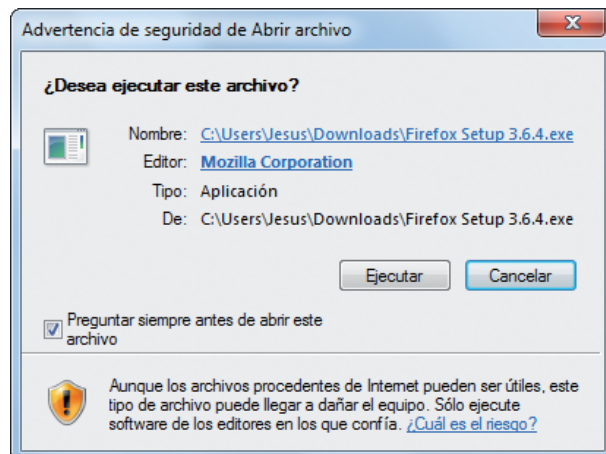 Advertencia de seguridad de Abrir archivo
¿Desea ejecutar este archivo?
Nombre: C:\Users\Jesus\Downloads\Firefox Setup 3.6.4.exe
Editor: Mozilla Corporation
Tipo: Aplicación
De: C:\Users\Jesus\Downloads\Firefox Setup 3.6.4.exe
Ejecutar Cancelar
Preguntar siempre antes de abrir este
archivo
Aunque los archivos procedentes de Internet pueden ser útiles, este
tipo de archivo puede llegar a dañar el equipo. Sólo ejecute
software de los editores en los que confía. ¿Cuál es el riesgo?